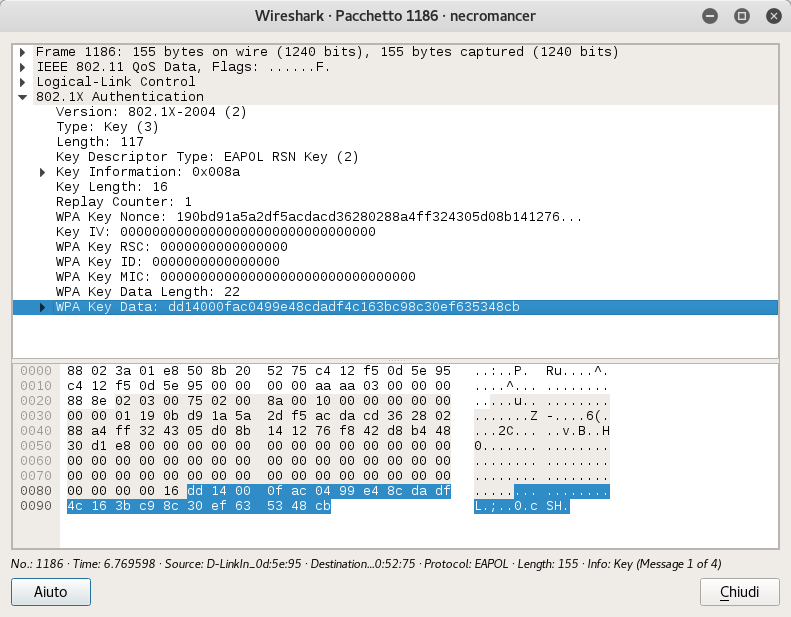 Wireshark · Pacchetto 1186 · necromancer
Frame 1186: 155 bytes on wire (1240 bits), 155 bytes captured (1240 bits)
IEEE 802.11 QoS Data, Flags: ......F.
Logical-Link Control
802.1X Authentication
Version: 802.1X-2004 (2)
Type: Key (3)
Length: 117
Key Descriptor Type: EAPOL RSN Key (2)
Key Information: 0x008a
Key Length: 16
Replay Counter: 1
WPA Key Nonce: 190bd91a5a2df5acdacd36280288a4ff324305d08b141276...
Key IV: 00000000000000000000000000000000
WPA Key RSC: 0000000000000000
WPA Key ID: 0000000000000000
WPA Key MIC: 00000000000000000000000000000000
WPA Key Data Length: 22
WPA Key Data: dd14000fac0499e48cdadf4c163bc98c30ef635348cb
0000 88 02 3a 01 e8 50 8b 20 52 75 c4 12 f5 0d 5e 95 ..:..P. Ru....^.
0010 c4 12 f5 0d 5e 95 00 00 00 00 aa aa 03 00 00 00 ....^... ........
0020 88 8e 02 03 00 75 02 00 8a 00 10 00 00 00 00 00 .....u.. ........
0030 00 00 01 19 0b d9 1a 5a 2d f5 ac da cd 36 28 02 .......Z -....6(.
0040 88 a4 ff 32 43 05 d0 8b 14 12 76 f8 42 d8 b4 48 ...2C... ..v.B..H
0050 30 d1 e8 00 00 00 00 00 00 00 00 00 00 00 00 00 0....... ........
0060 00 00 00 00 00 00 00 00 00 00 00 00 00 00 00 00 ........ ........
0070 00 00 00 00 00 00 00 00 00 00 00 00 00 00 00 00 ........ ........
0080 00 00 00 00 16 dd 14 00 0f ac 04 99 e4 8c da df ........ ........
0090 4c 16 3b c9 8c 30 ef 63 53 48 cb L.;..0.c SH.
No.: 1186 · Time: 6.769598 · Source: D-LinkIn_0d:5e:95 · Destination...0:52:75 · Protocol: EAPOL · Length: 155 · Info: Key (Message 1 of 4)
Aiuto
Chiudi